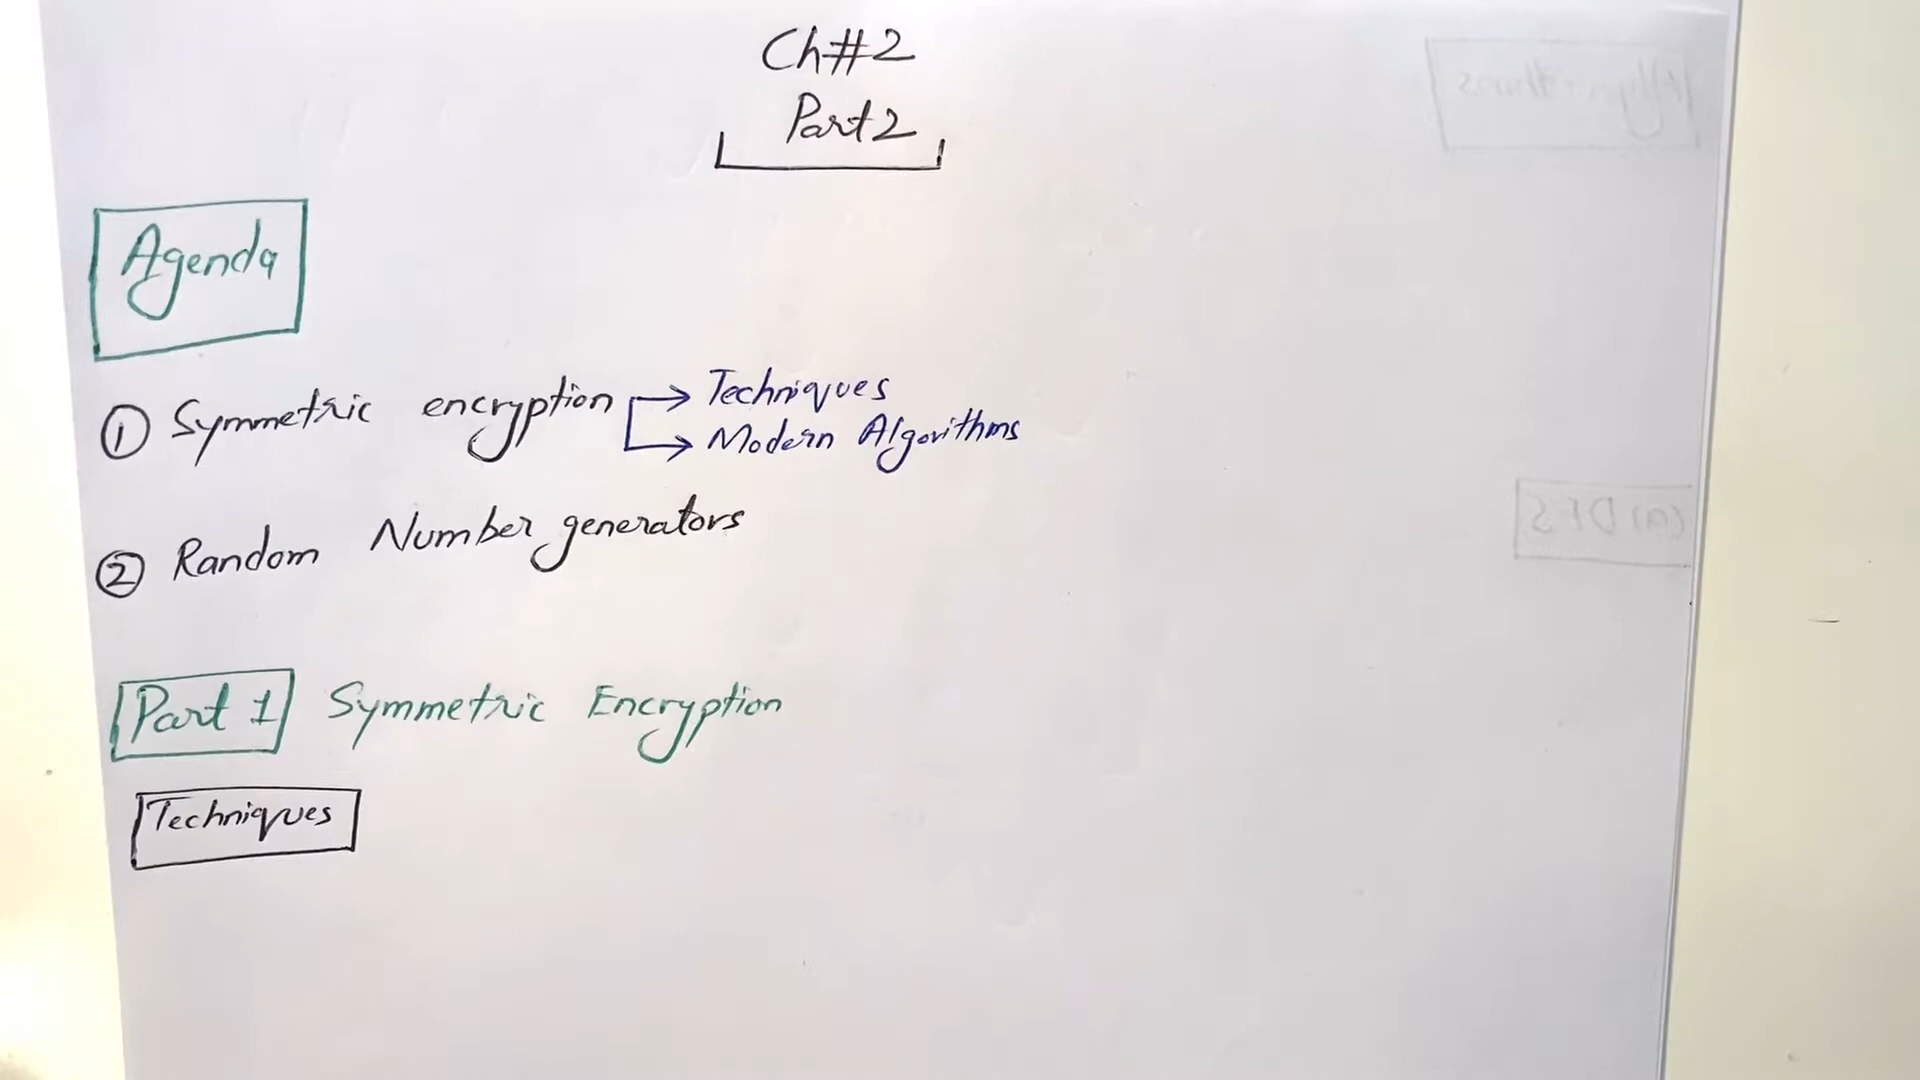 Ch#2
Part 2
Agenda
① Symmetric encryption → Techniques
→ Modern Algorithms
② Random Number generators
Part 1 Symmetric Encryption
Techniques